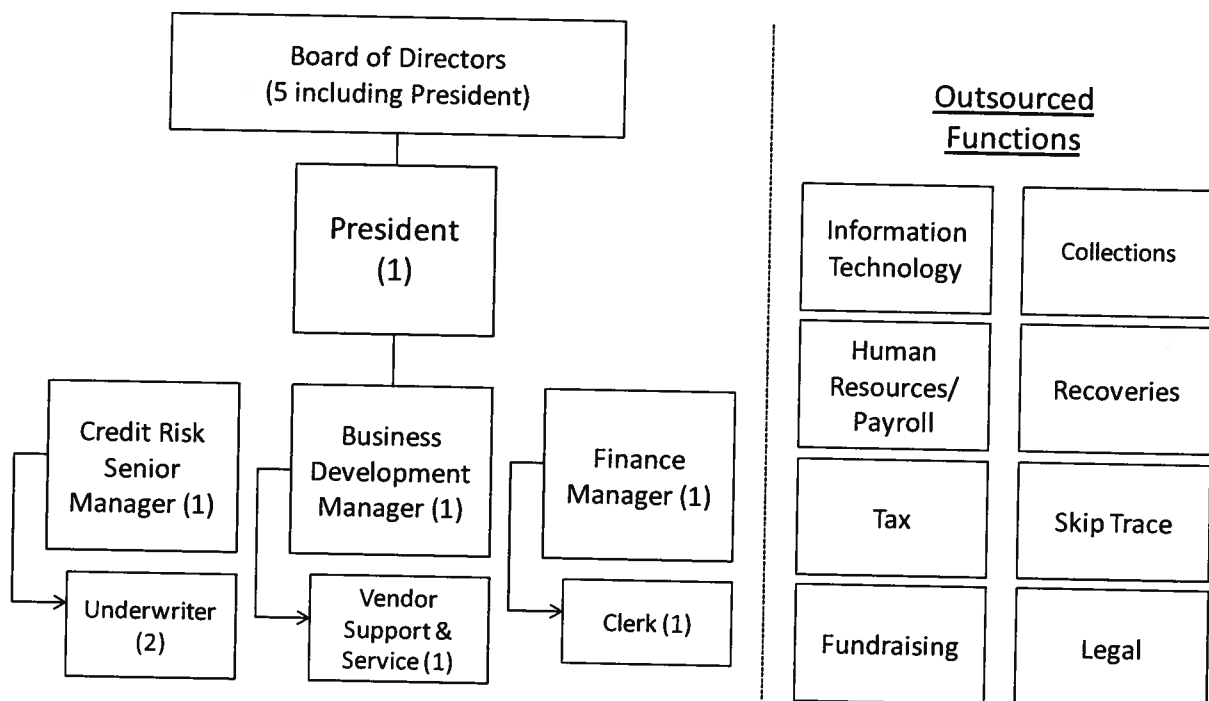 Board of Directors
(5 including President)
President
(1)
Credit Risk
Senior
Manager (1)
Business
Development
Manager (1)
Finance
Manager (1)
Underwriter
(2)
Vendor
Support &
Service (1)
Clerk (1)
Outsourced
Functions
Information
Technology
Collections
Human
Resources/
Payroll
Recoveries
Tax
Skip Trace
Fundraising
Legal